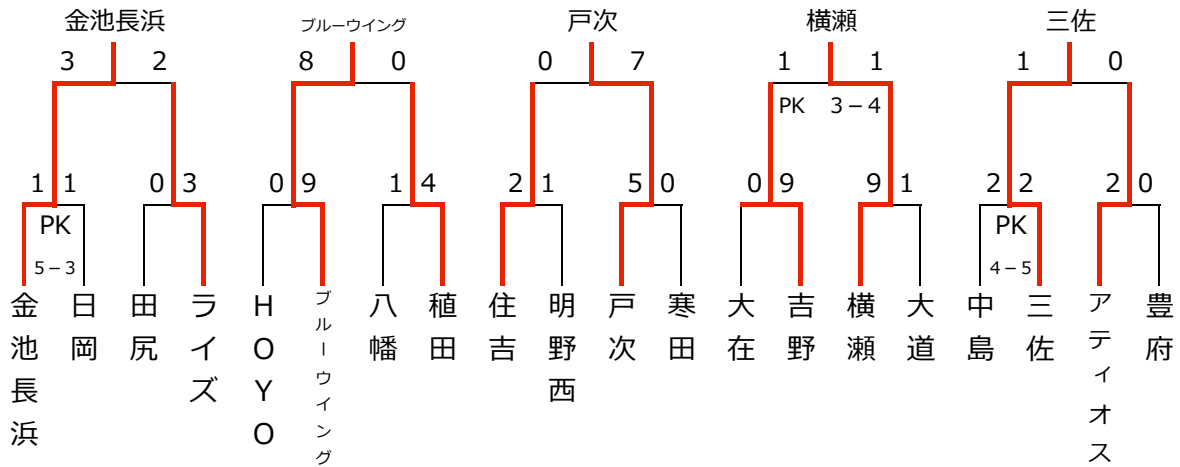 金池長浜 ブルーウイング 戸次 横瀬 三佐
3 2 8 0 0 7 1 1 1 0
PK 3-4
1 1 0 3 0 9 1 4 2 1 5 0 0 9 9 1 2 2 2 0
PK PK
5-3 4-5
金池長浜
日岡
田尻
ライズ
HOYO
ブルーウイング
八幡
稙田
住吉
明野西
戸次
寒田
大在
吉野
横瀬
大道
中島
三佐
アティオス
豊府